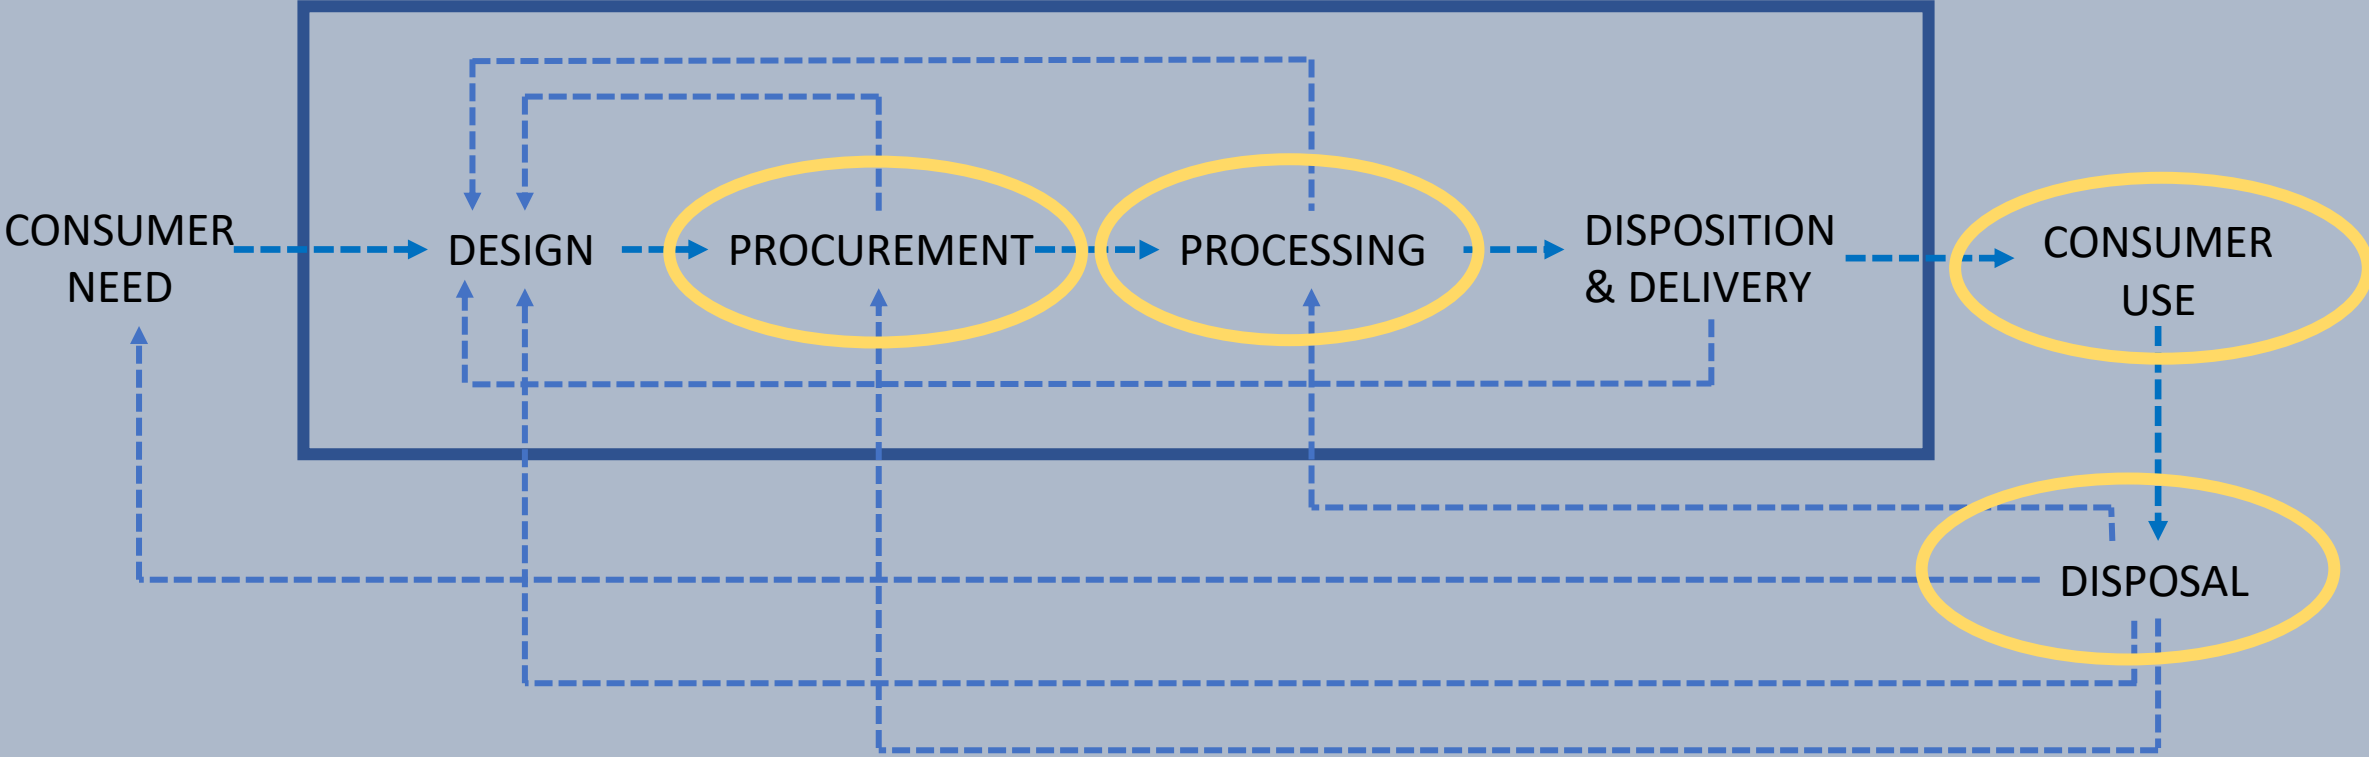 CONSUMER
NEED
DESIGN
PROCUREMENT
PROCESSING
DISPOSITION
& DELIVERY
CONSUMER
USE
DISPOSAL